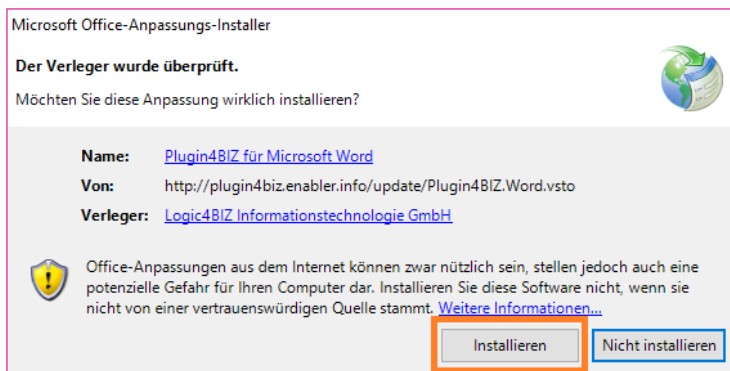 Microsoft Office-Anpassungs-Installer
Der Verleger wurde überprüft.
Möchten Sie diese Anpassung wirklich installieren?
Name: Plugin4BIZ für Microsoft Word
Von: http://plugin4biz.enabler.info/update/Plugin4BIZ.Word.vsto
Verleger: Logic4BIZ Informationstechnologie GmbH
Office-Anpassungen aus dem Internet können zwar nützlich sein, stellen jedoch auch eine
potenzielle Gefahr für Ihren Computer dar. Installieren Sie diese Software nicht, wenn sie
nicht von einer vertrauenswürdigen Quelle stammt. Weitere Informationen...
Installieren Nicht installieren